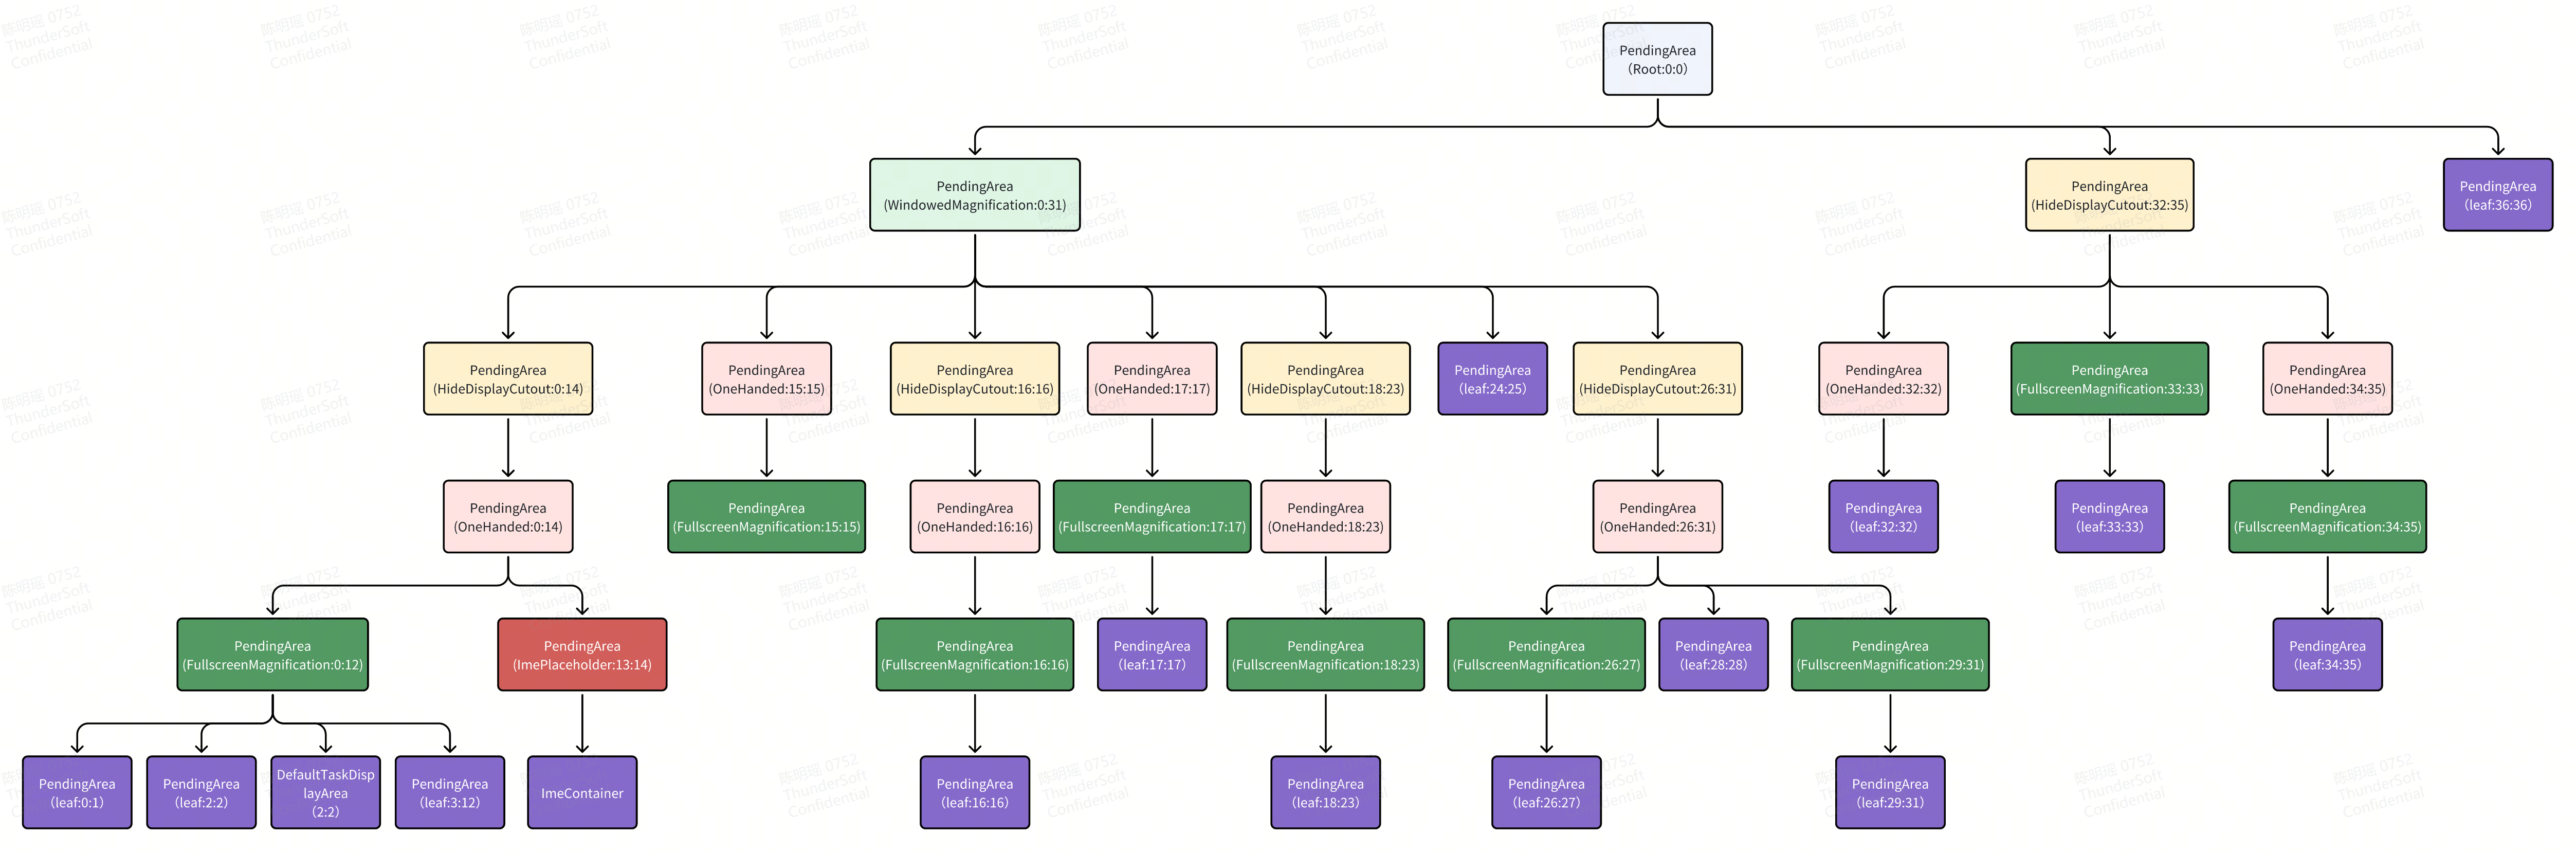 PendingArea
(Root:0:0)
PendingArea
(WindowedMagnification:0:31)
PendingArea
(HideDisplayCutout:32:35)
PendingArea
(leaf:36:36)
PendingArea
(HideDisplayCutout:0:14)
PendingArea
(OneHanded:15:15)
PendingArea
(HideDisplayCutout:16:16)
PendingArea
(OneHanded:17:17)
PendingArea
(HideDisplayCutout:18:23)
PendingArea
(leaf:24:25)
PendingArea
(HideDisplayCutout:26:31)
PendingArea
(OneHanded:32:32)
PendingArea
(FullscreenMagnification:33:33)
PendingArea
(OneHanded:34:35)
PendingArea
(OneHanded:0:14)
PendingArea
(FullscreenMagnification:15:15)
PendingArea
(OneHanded:16:16)
PendingArea
(FullscreenMagnification:17:17)
PendingArea
(OneHanded:18:23)
PendingArea
(OneHanded:26:31)
PendingArea
(leaf:32:32)
PendingArea
(leaf:33:33)
PendingArea
(FullscreenMagnification:34:35)
PendingArea
(FullscreenMagnification:0:12)
PendingArea
(ImePlaceholder:13:14)
PendingArea
(FullscreenMagnification:16:16)
PendingArea
(leaf:17:17)
PendingArea
(FullscreenMagnification:18:23)
PendingArea
(FullscreenMagnification:26:27)
PendingArea
(leaf:28:28)
PendingArea
(FullscreenMagnification:29:31)
PendingArea
(leaf:34:35)
PendingArea
(leaf:0:1)
PendingArea
(leaf:2:2)
DefaultTaskDisp
layArea
(2:2)
PendingArea
(leaf:3:12)
ImeContainer
PendingArea
(leaf:16:16)
PendingArea
(leaf:18:23)
PendingArea
(leaf:26:27)
PendingArea
(leaf:29:31)
陈明瑶 0752
ThunderSoft
Confidential